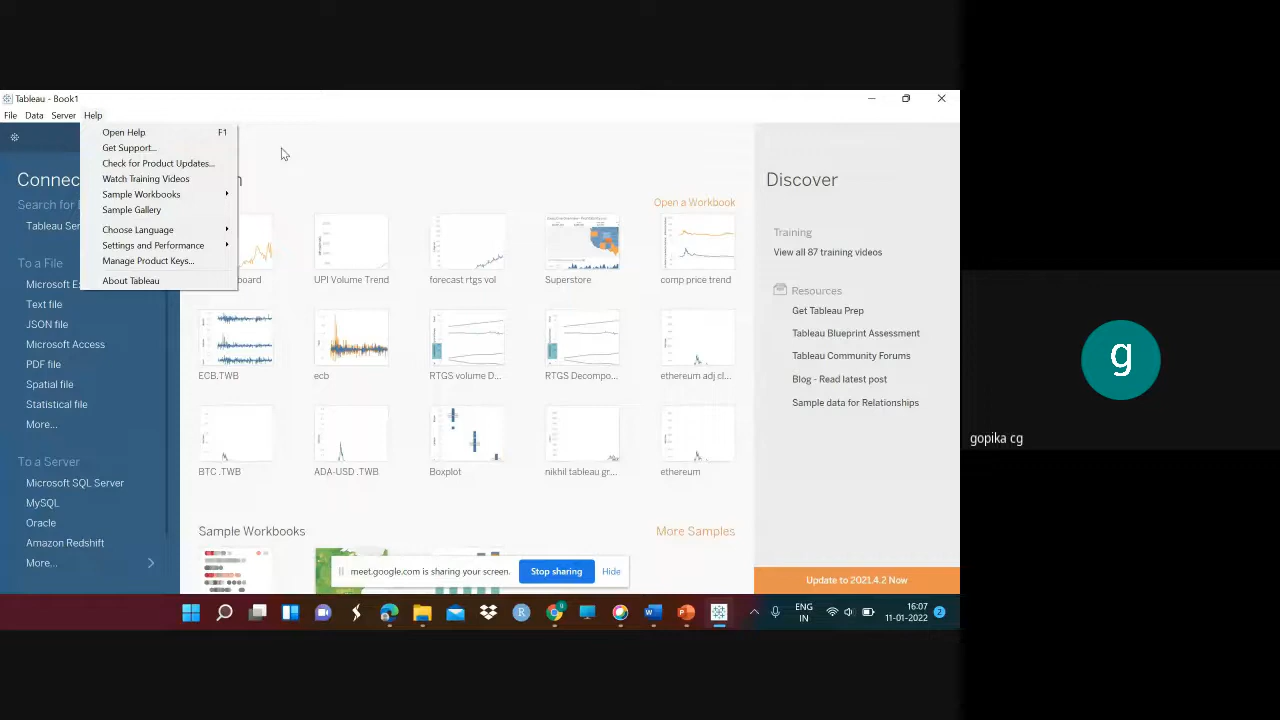 Tableau - Book1
File Data Server Help
Open Help F1
Get Support...
Check for Product Updates...
Watch Training Videos
Sample Workbooks
Sample Gallery
Choose Language
Settings and Performance
Manage Product Keys...
About Tableau
Connec
Search for
Tableau Ser
To a File
Microsoft E
Text file
JSON file
Microsoft Access
PDF file
Spatial file
Statistical file
More...
To a Server
Microsoft SQL Server
MySQL
Oracle
Amazon Redshift
More...
n
Open a Workbook
board UPI Volume Trend forecast rtgs vol Superstore comp price trend
ECB.TWB ecb RTGS volume D... RTGS Decompo... ethereum adj cl...
BTC .TWB ADA-USD .TWB Boxplot nikhil tableau gr... ethereum
Sample Workbooks More Samples
Discover
Training
View all 87 training videos
Resources
Get Tableau Prep
Tableau Blueprint Assessment
Tableau Community Forums
Blog - Read latest post
Sample data for Relationships
Update to 2021.4.2 Now
meet.google.com is sharing your screen. Stop sharing Hide
ENG
IN
16:07
11-01-2022
2
g
gopika cg